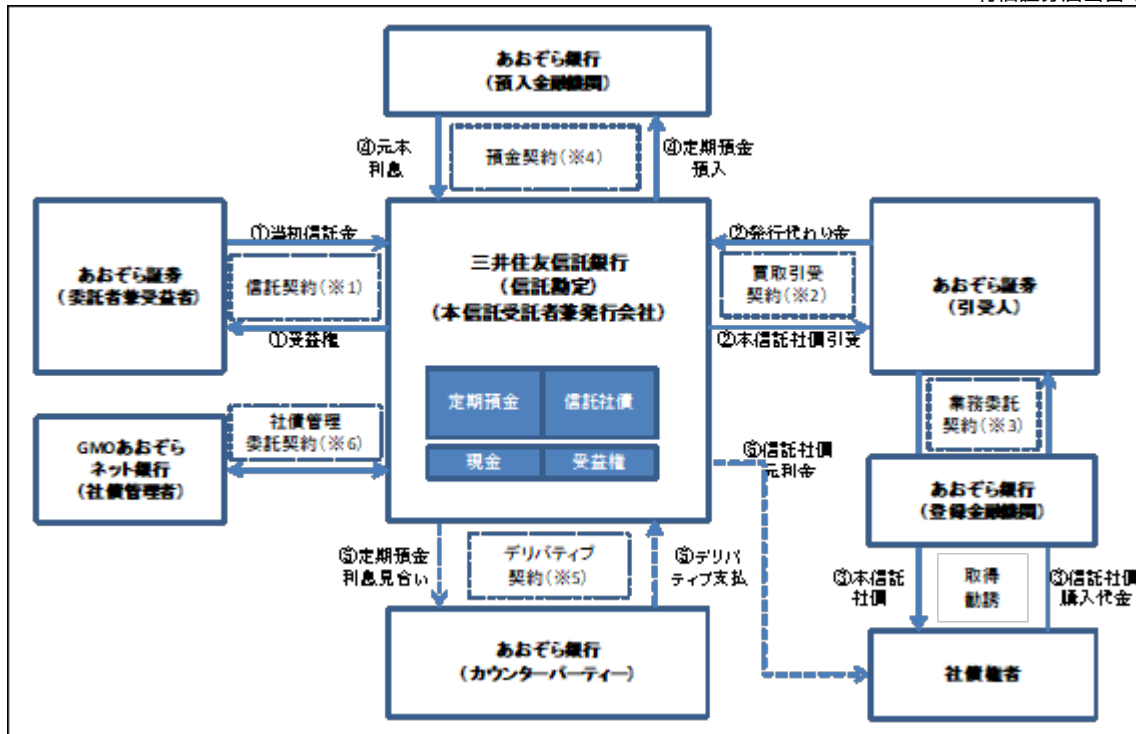 あおぞら銀行
(預入金融機関)
④元本
利息
預金契約(※4)
④定期預金
預入
①当初信託金
あおぞら証券
(委託者兼受益者)
信託契約(※1)
①受益権
三井住友信託銀行
(信託勘定)
(本信託受託者兼発行会社)
②発行代わり金
買取引受
契約(※2)
②本信託社債引受
あおぞら証券
(引受人)
定期預金
信託社債
現金
受益権
社債管理
委託契約(※6)
GMOあおぞら
ネット銀行
(社債管理者)
業務委託
契約(※3)
信託社債
元利金
あおぞら銀行
(登録金融機関)
定期預金
利息見合い
デリバティブ
契約(※5)
デリバ
ティブ支払
③本信託
社債
取得
勧誘
③信託社債
購入代金
あおぞら銀行
(カウンターパーティー)
社債権者